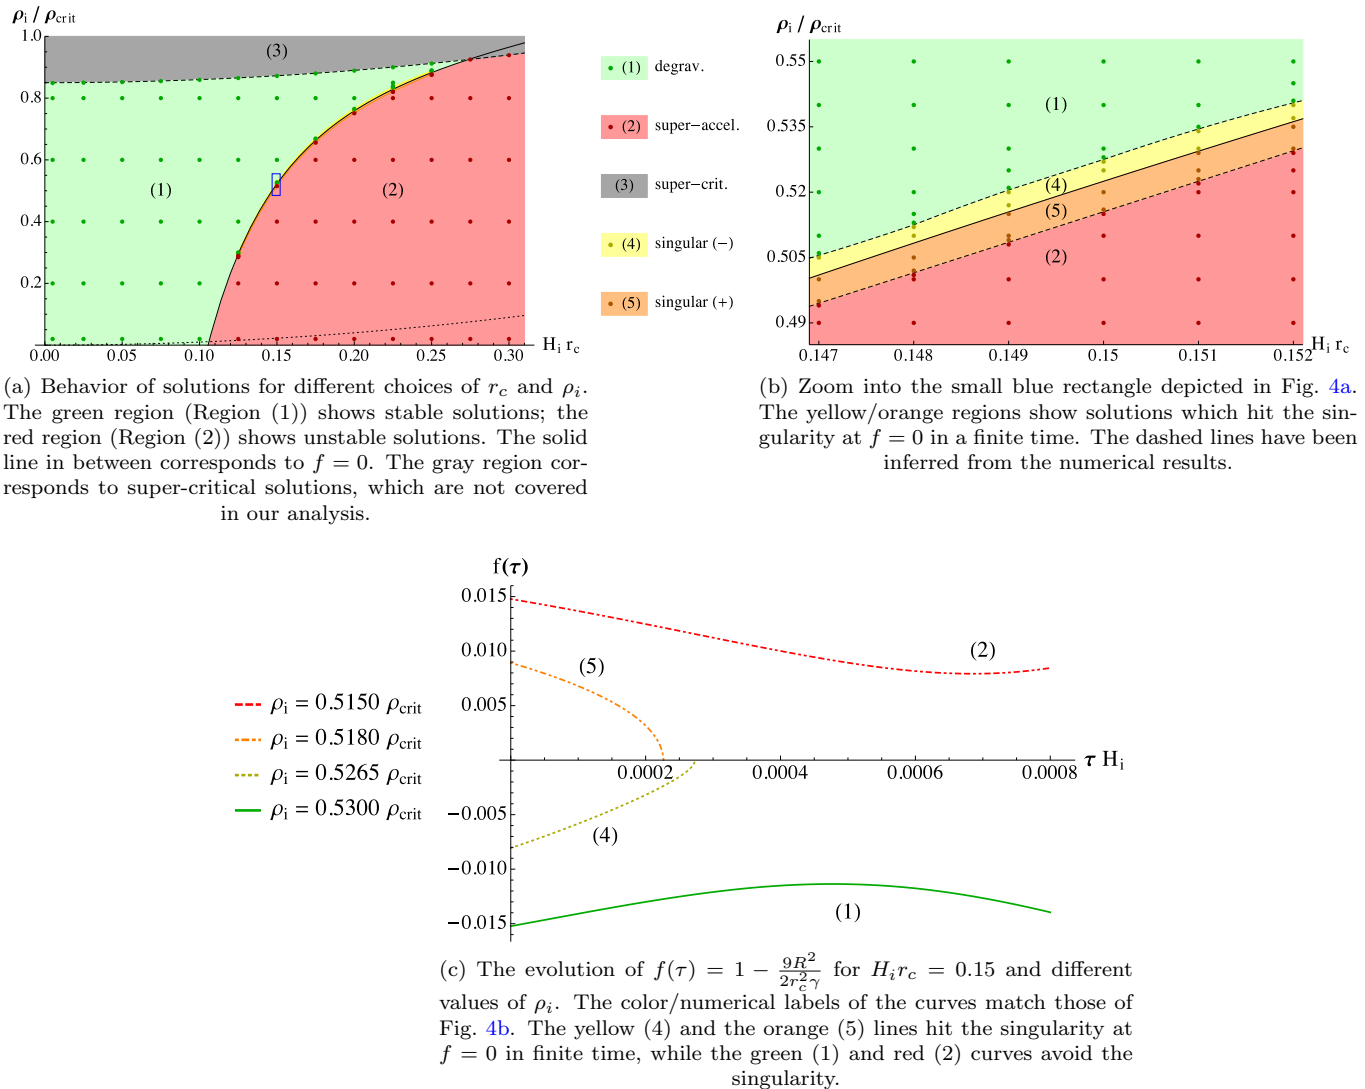 ρi / ρcrit
1.0
0.8
0.6
0.4
0.2
0.00 0.05 0.10 0.15 0.20 0.25 0.30
Hi rc
(3)
(1)
(2)
(1) degrav.
(2) super−accel.
(3) super−crit.
(4) singular (−)
(5) singular (+)
ρi / ρcrit
0.55
0.535
0.52
0.505
0.49
0.147 0.148 0.149 0.15 0.151 0.152
Hi rc
(1)
(4)
(5)
(2)
(a) Behavior of solutions for different choices of rc and ρi.
The green region (Region (1)) shows stable solutions; the
red region (Region (2)) shows unstable solutions. The solid
line in between corresponds to f = 0. The gray region cor-
responds to super-critical solutions, which are not covered
in our analysis.
(b) Zoom into the small blue rectangle depicted in Fig. 4a.
The yellow/orange regions show solutions which hit the sin-
gularity at f = 0 in a finite time. The dashed lines have been
inferred from the numerical results.
f(τ)
0.015
0.010
0.005
−0.005
−0.010
−0.015
0.0002 0.0004 0.0006 0.0008
τ Hi
(2)
(5)
(4)
(1)
ρi = 0.5150 ρcrit
ρi = 0.5180 ρcrit
ρi = 0.5265 ρcrit
ρi = 0.5300 ρcrit
(c) The evolution of f(τ) = 1 − 9R²/2rc²γ for Hirc = 0.15 and different
values of ρi. The color/numerical labels of the curves match those of
Fig. 4b. The yellow (4) and the orange (5) lines hit the singularity at
f = 0 in finite time, while the green (1) and red (2) curves avoid the
singularity.